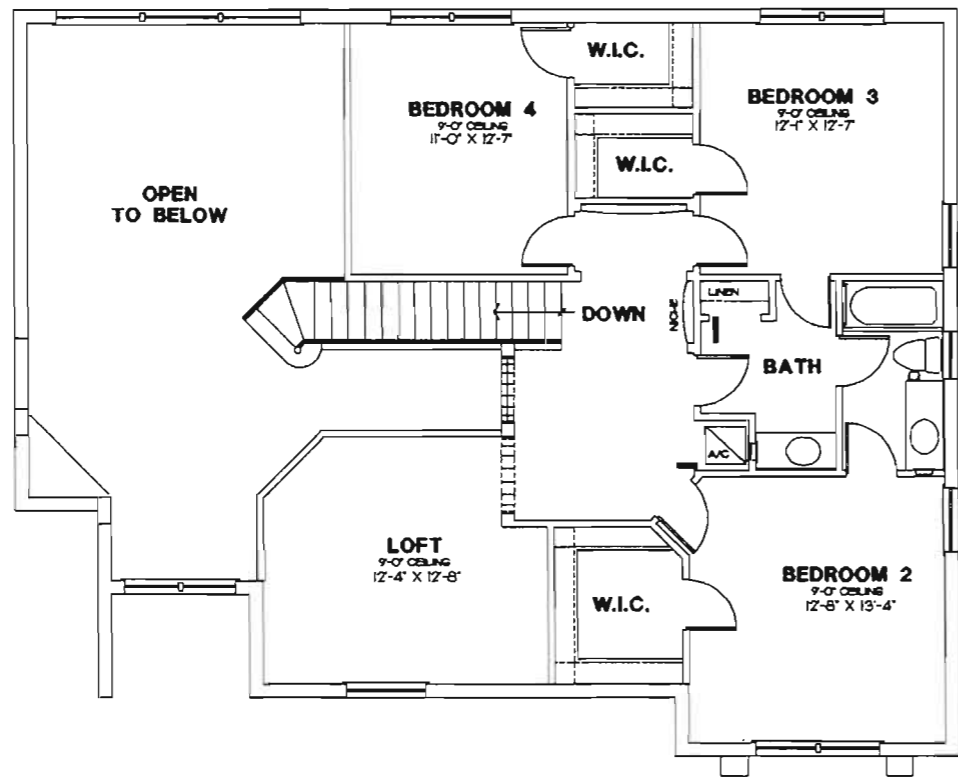 W.I.C.
BEDROOM 4
9'-0" CEILING
11'-0" X 12'-7"
BEDROOM 3
9'-0" CEILING
12'-1" X 12'-7"
W.I.C.
OPEN
TO BELOW
LINEN
DOWN
NICHE
BATH
A/C
LOFT
9'-0" CEILING
12'-4" X 12'-8"
BEDROOM 2
9'-0" CEILING
12'-8" X 13'-4"
W.I.C.